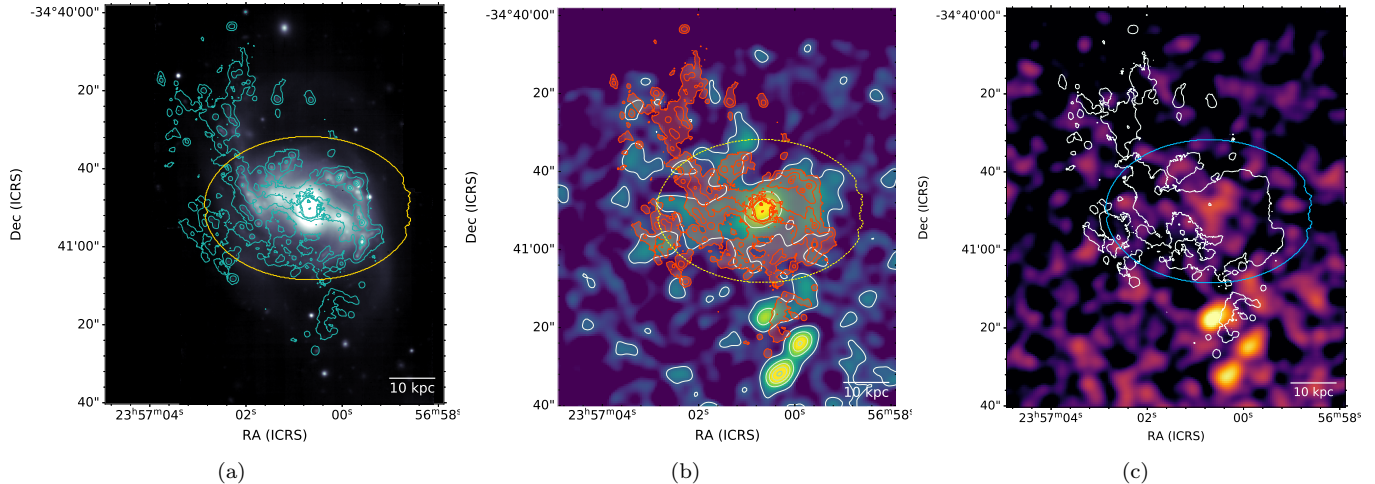 -34°40'00"
20"
40"
41'00"
20"
40"
Dec (ICRS)
23ʰ57ᵐ04ˢ
02ˢ
00ˢ
56ᵐ58ˢ
RA (ICRS)
10 kpc
(a)
-34°40'00"
20"
40"
41'00"
20"
40"
Dec (ICRS)
23ʰ57ᵐ04ˢ
02ˢ
00ˢ
56ᵐ58ˢ
RA (ICRS)
10 kpc
(b)
-34°40'00"
20"
40"
41'00"
20"
40"
Dec (ICRS)
23ʰ57ᵐ04ˢ
02ˢ
00ˢ
56ᵐ58ˢ
RA (ICRS)
10 kpc
(c)